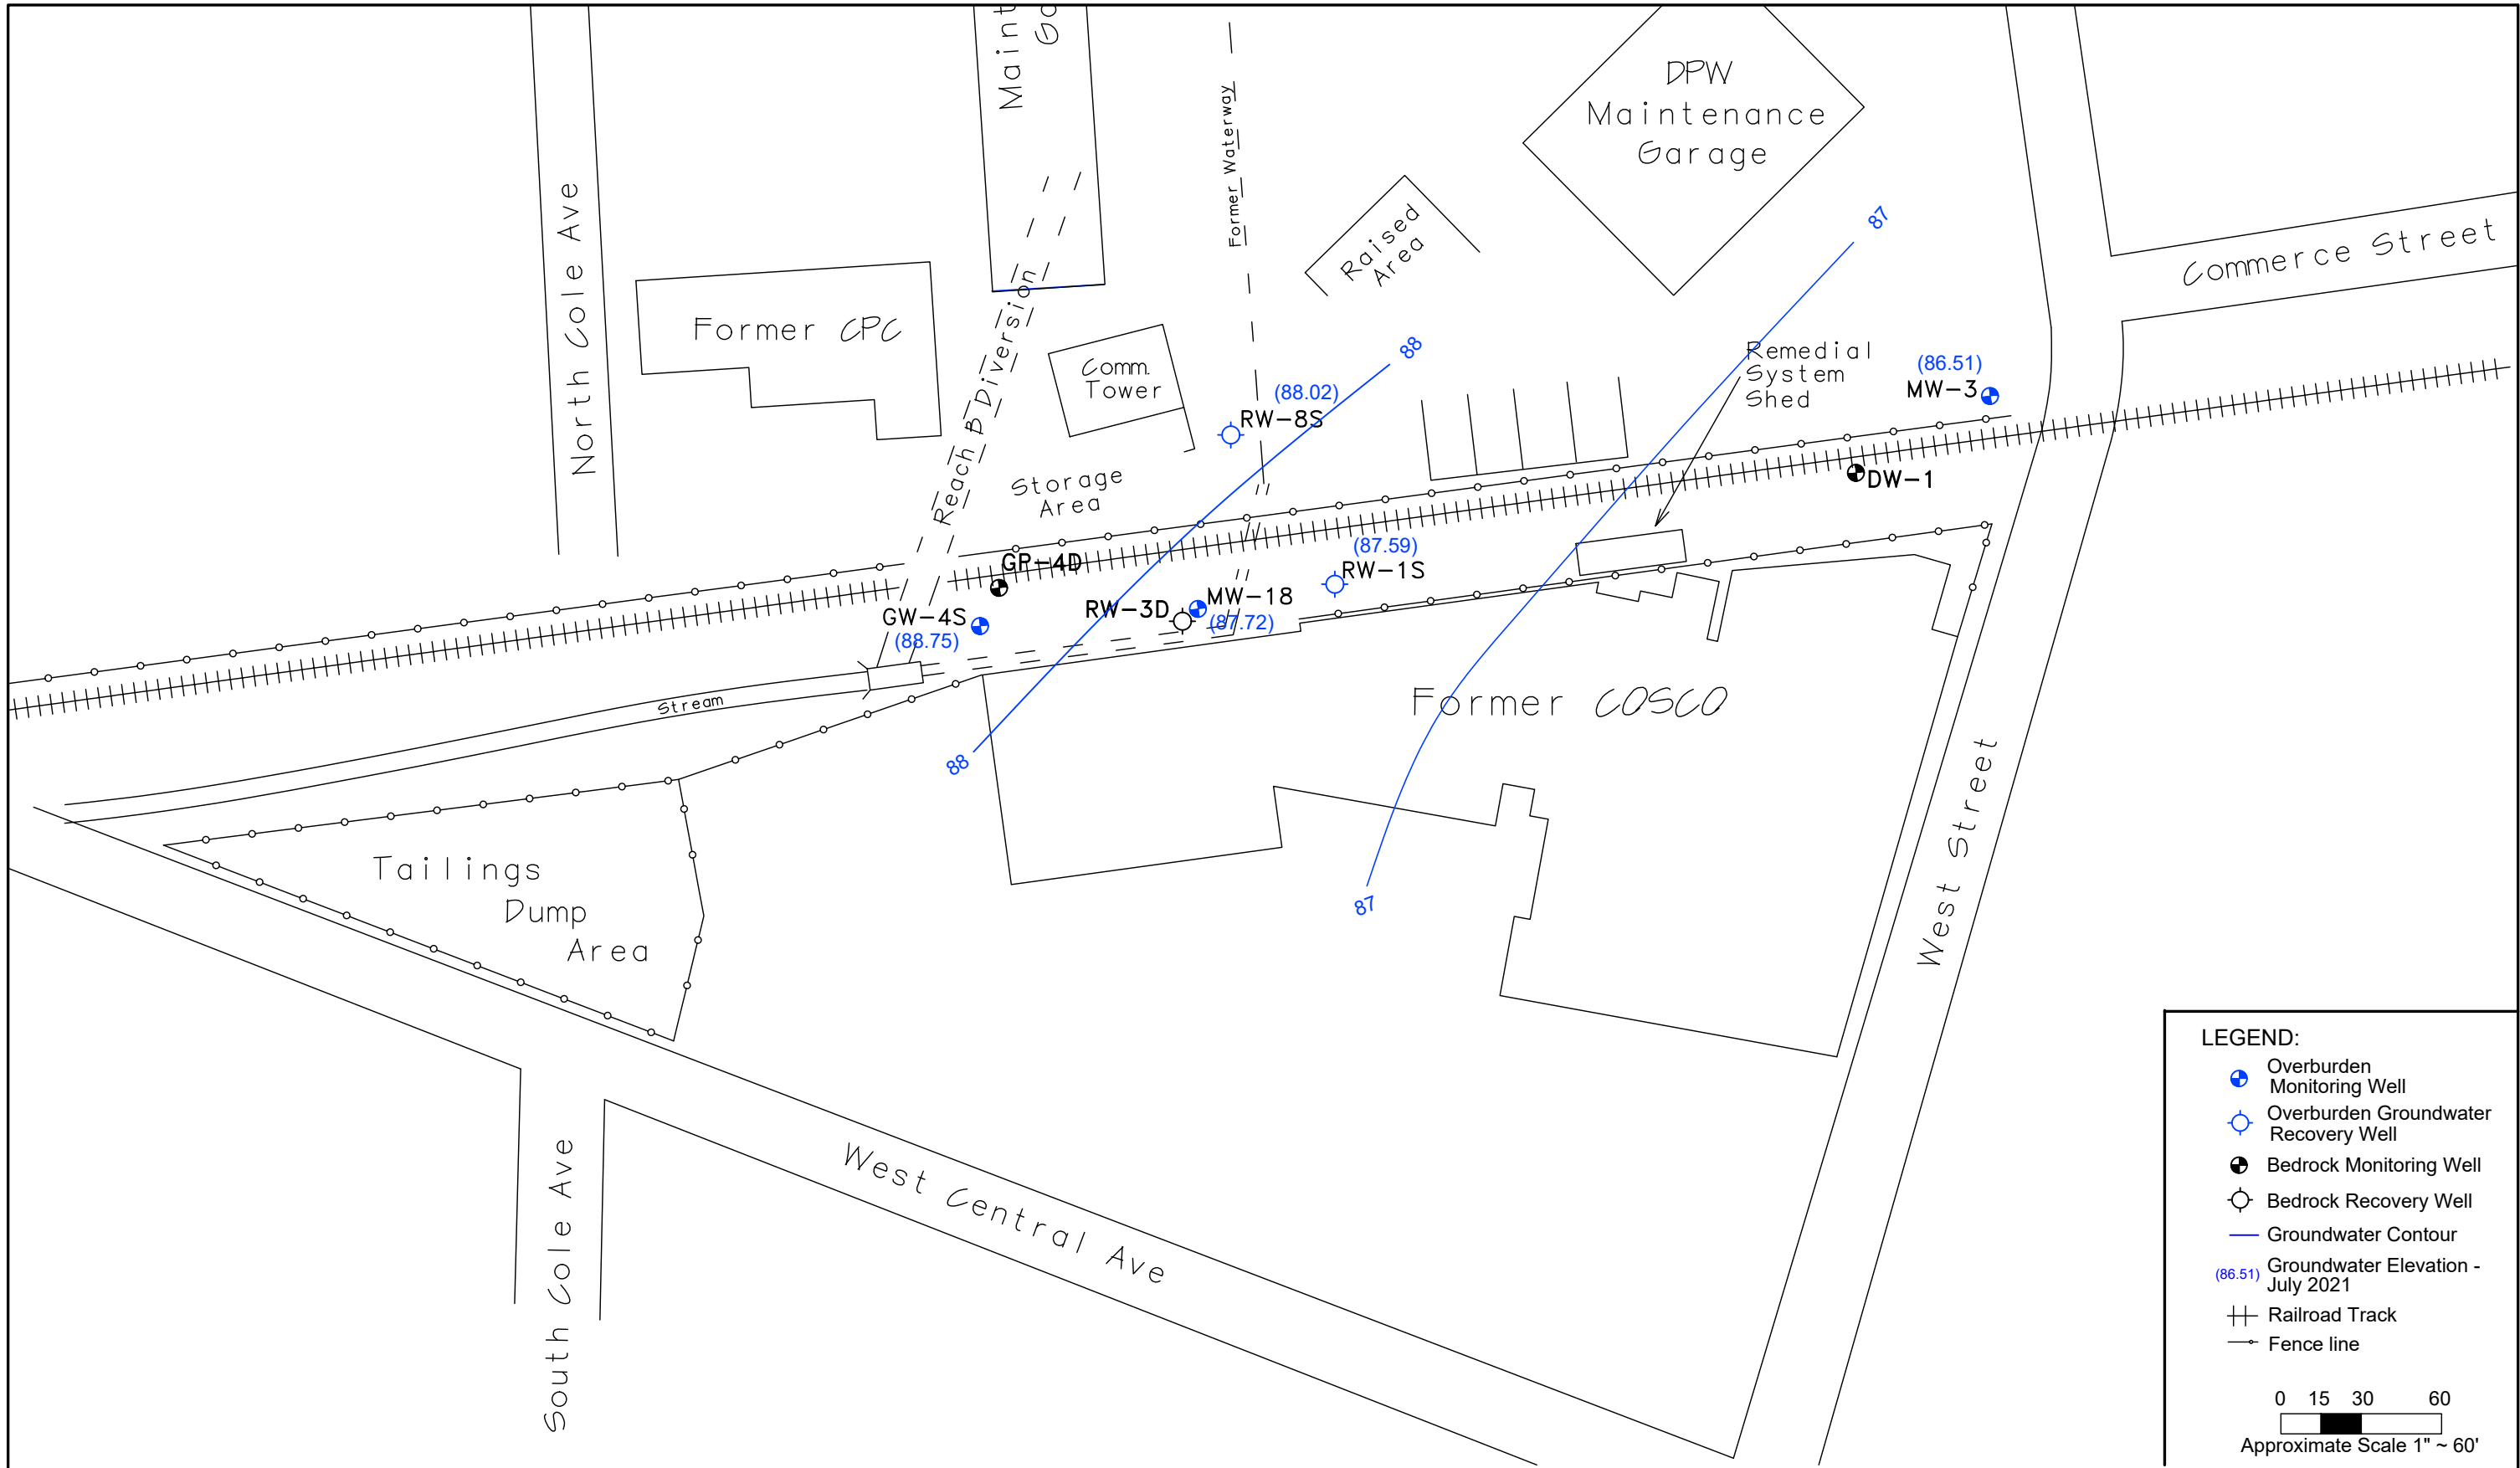 Maint
Ga
Former Waterway
DPW
Maintenance
Garage
87
North Cole Ave
Raised
Area
Commerce Street
Former CPC
Reach B Diversion
Comm.
Tower
88
Remedial
System
Shed
(86.51)
MW-3
(88.02)
RW-8S
DW-1
Storage
Area
GP-4D
(87.59)
RW-1S
RW-3D
MW-18
(87.72)
GW-4S
(88.75)
Stream
Former COSCO
88
87
Tailings
Dump
Area
West Street
West Central Ave
South Cole Ave
LEGEND:
Overburden
Monitoring Well
Overburden Groundwater
Recovery Well
Bedrock Monitoring Well
Bedrock Recovery Well
Groundwater Contour
(86.51) Groundwater Elevation -
July 2021
Railroad Track
Fence line
0 15 30 60
Approximate Scale 1" ~ 60'